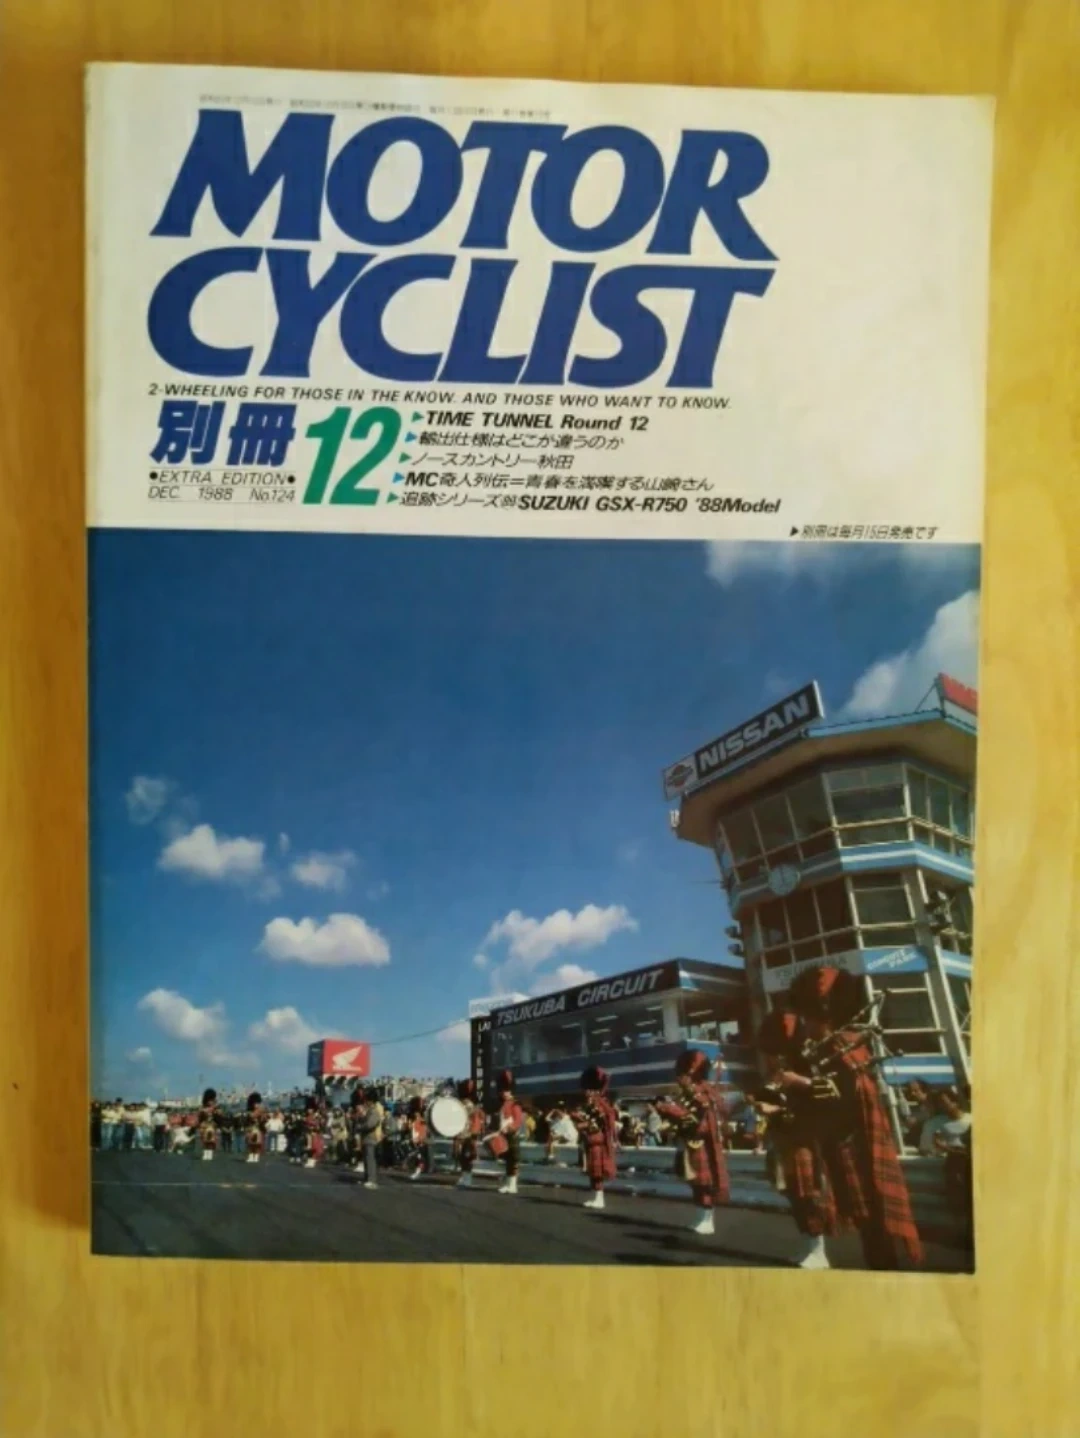 MOTOR
CYCLIST
2-WHEELING FOR THOSE IN THE KNOW. AND THOSE WHO WANT TO KNOW.
別冊
●EXTRA EDITION●
DEC. 1988 No.124
12
▶TIME TUNNEL Round 12
▶輸出仕様はどこが違うのか
▶ノースカントリー秋田
▶MC奇人列伝=青春を満喫する山崎さん
▶追跡シリーズ SUZUKI GSX-R750 '88Model
▶別冊は毎月15日発売です
NISSAN
TSUKUBA CIRCUIT